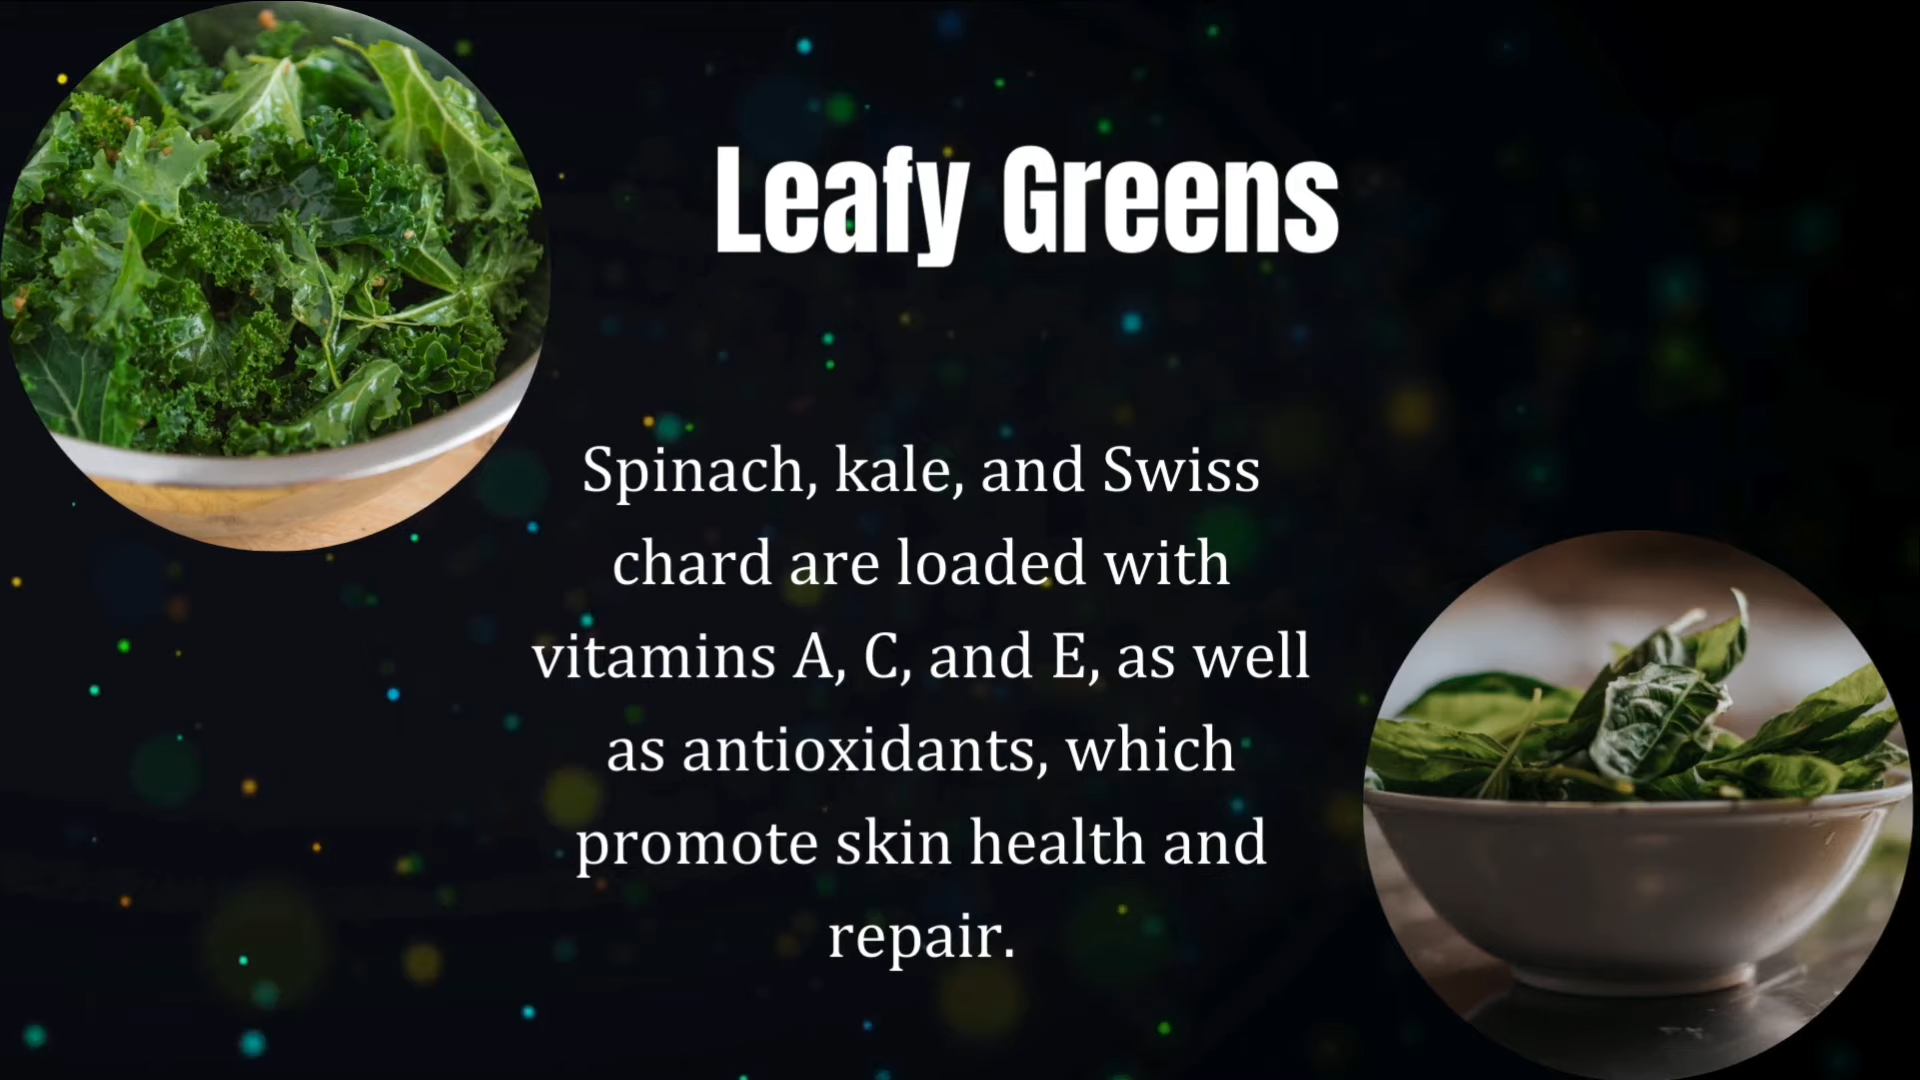 Leafy Greens
Spinach, kale, and Swiss
chard are loaded with
vitamins A, C, and E, as well
as antioxidants, which
promote skin health and
repair.